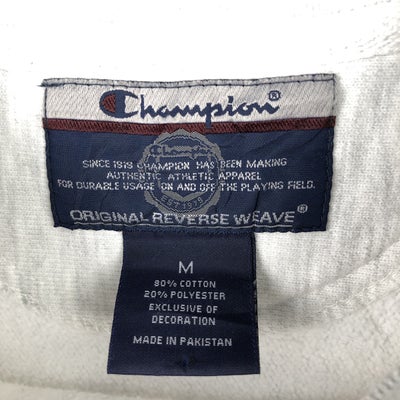 Champion®
SINCE 1919 CHAMPION HAS BEEN MAKING
AUTHENTIC ATHLETIC APPAREL
FOR DURABLE USAGE ON AND OFF THE PLAYING FIELD.
EST 1979
ORIGINAL REVERSE WEAVE®
M
80% COTTON
20% POLYESTER
EXCLUSIVE OF
DECORATION
MADE IN PAKISTAN